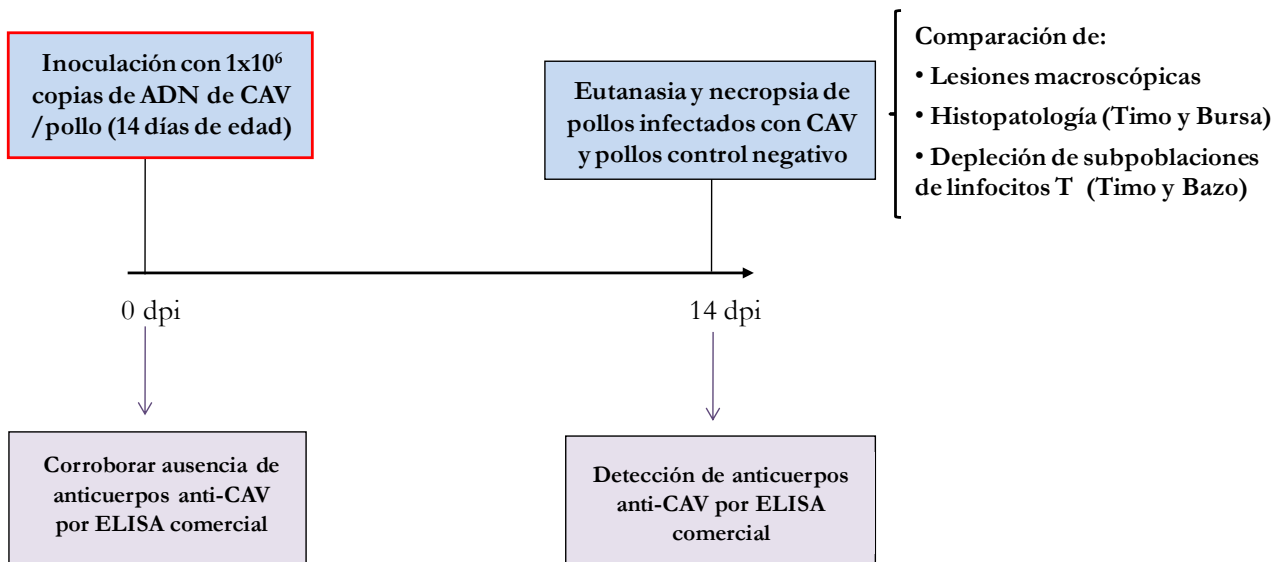 Inoculación con 1x10⁶
copias de ADN de CAV
/pollo (14 días de edad)
Eutanasia y necropsia de
pollos infectados con CAV
y pollos control negativo
Comparación de:
• Lesiones macroscópicas
• Histopatología (Timo y Bursa)
• Depleción de subpoblaciones
de linfocitos T (Timo y Bazo)
0 dpi
14 dpi
Corroborar ausencia de
anticuerpos anti-CAV
por ELISA comercial
Detección de anticuerpos
anti-CAV por ELISA
comercial